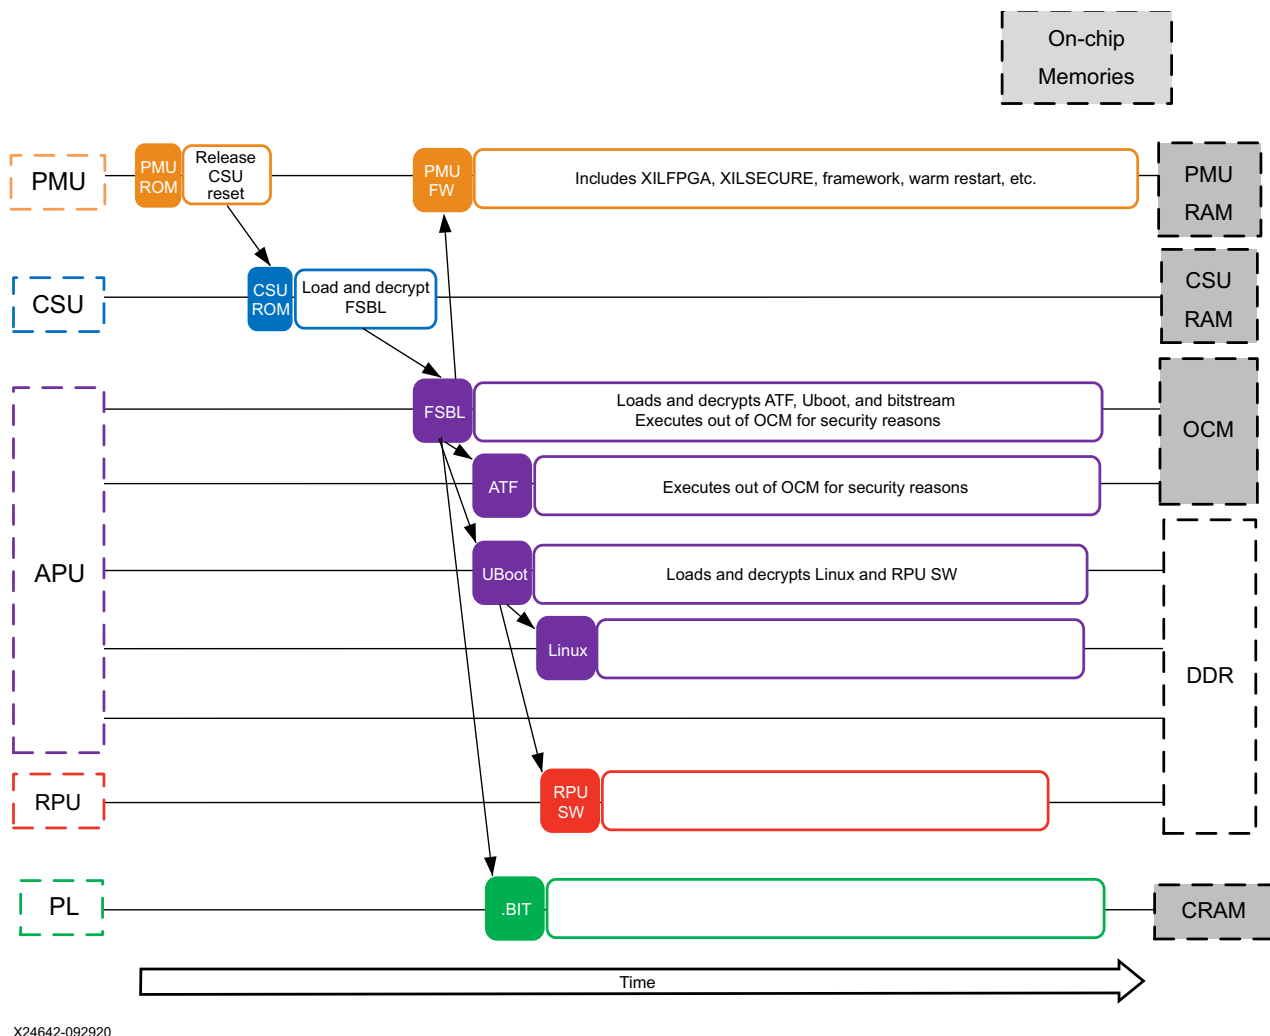 On-chip
Memories
PMU
PMU
ROM
Release
CSU
reset
PMU
FW
Includes XILFPGA, XILSECURE, framework, warm restart, etc.
PMU
RAM
CSU
CSU
ROM
Load and decrypt
FSBL
CSU
RAM
APU
FSBL
Loads and decrypts ATF, Uboot, and bitstream
Executes out of OCM for security reasons
OCM
ATF
Executes out of OCM for security reasons
UBoot
Loads and decrypts Linux and RPU SW
Linux
DDR
RPU
RPU
SW
PL
.BIT
CRAM
Time
X24642-092920